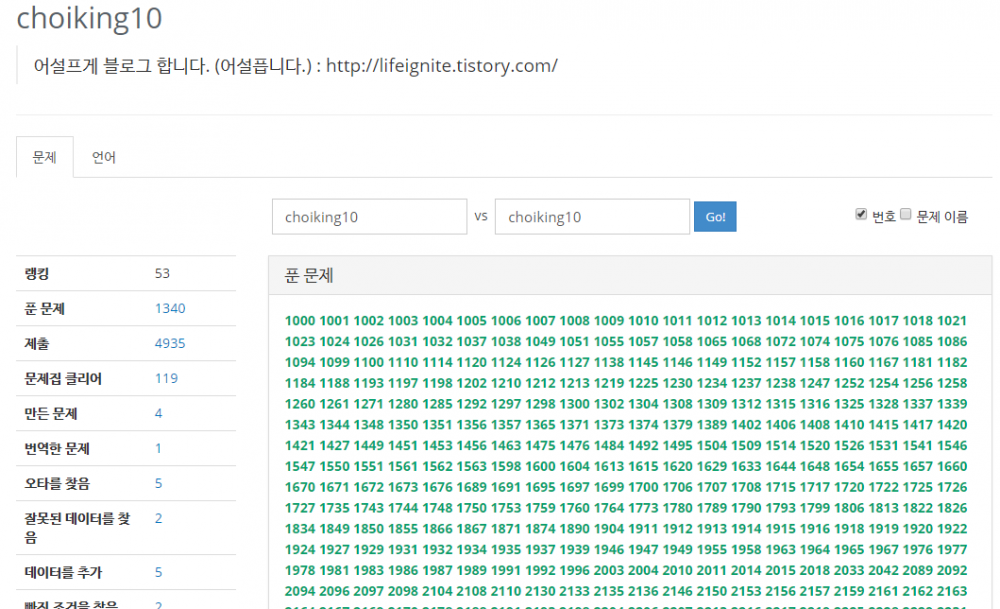 choiking10
어설프게 블로그 합니다. (어설픕니다.) : http://lifeignite.tistory.com/
문제 언어
choiking10 vs choiking10 Go! 번호 문제 이름
랭킹 53
푼 문제 1340
제출 4935
문제집 클리어 119
만든 문제 4
번역한 문제 1
오타를 찾음 5
잘못된 데이터를 찾
음 2
데이터를 추가 5
빠진 조건을 찾음 2
푼 문제
1000 1001 1002 1003 1004 1005 1006 1007 1008 1009 1010 1011 1012 1013 1014 1015 1016 1017 1018 1021
1023 1024 1026 1031 1032 1037 1038 1049 1051 1055 1057 1058 1065 1068 1072 1074 1075 1076 1085 1086
1094 1099 1100 1110 1114 1120 1124 1126 1127 1138 1145 1146 1149 1152 1157 1158 1160 1167 1181 1182
1184 1188 1193 1197 1198 1202 1210 1212 1213 1219 1225 1230 1234 1237 1238 1247 1252 1254 1256 1258
1260 1261 1271 1280 1285 1292 1297 1298 1300 1302 1304 1308 1309 1312 1315 1316 1325 1328 1337 1339
1343 1344 1348 1350 1351 1356 1357 1365 1371 1373 1374 1379 1389 1402 1406 1408 1410 1415 1417 1420
1421 1427 1449 1451 1453 1456 1463 1475 1476 1484 1492 1495 1504 1509 1514 1520 1526 1531 1541 1546
1547 1550 1551 1561 1562 1563 1598 1600 1604 1613 1615 1620 1629 1633 1644 1648 1654 1655 1657 1660
1670 1671 1672 1673 1676 1689 1691 1695 1697 1699 1700 1706 1707 1708 1715 1717 1720 1722 1725 1726
1727 1735 1743 1744 1748 1750 1753 1759 1760 1764 1773 1780 1789 1790 1793 1799 1806 1813 1822 1826
1834 1849 1850 1855 1866 1867 1871 1874 1890 1904 1911 1912 1913 1914 1915 1916 1918 1919 1920 1922
1924 1927 1929 1931 1932 1934 1935 1937 1939 1946 1947 1949 1955 1958 1963 1964 1965 1967 1976 1977
1978 1981 1983 1986 1987 1989 1991 1992 1996 2003 2004 2010 2011 2014 2015 2018 2033 2042 2089 2092
2094 2096 2097 2098 2104 2108 2110 2130 2133 2135 2136 2146 2150 2151 2156 2157 2159 2161 2162 2163